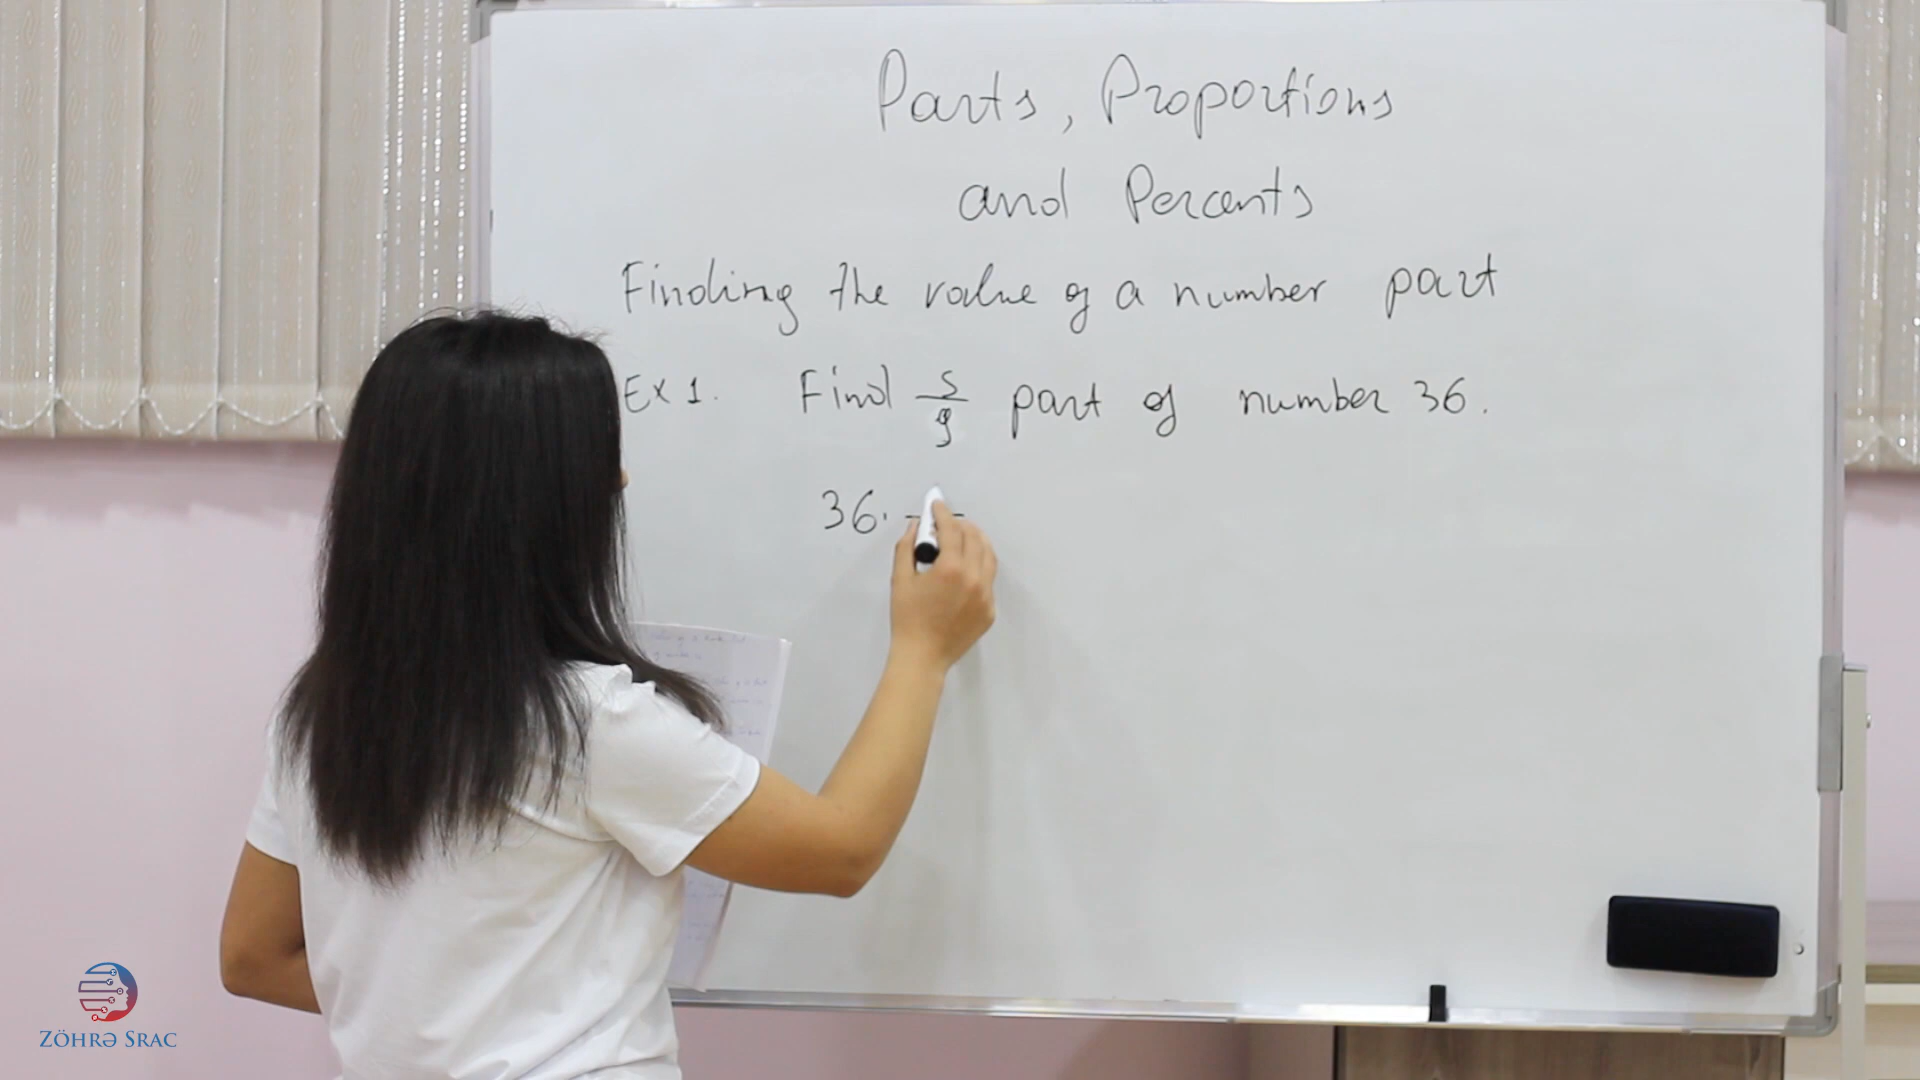 Parts, Proportions
and Percents
Finding the value of a number part
Ex 1. Find 5/9 part of number 36.
36 ·
ZÖHRƏ SRAC